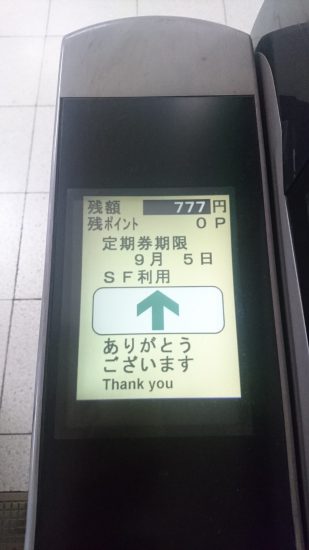 残額 777円
残ポイント 0P
定期券期限
9月 5日
SF利用
ありがとう
ございます
Thank you